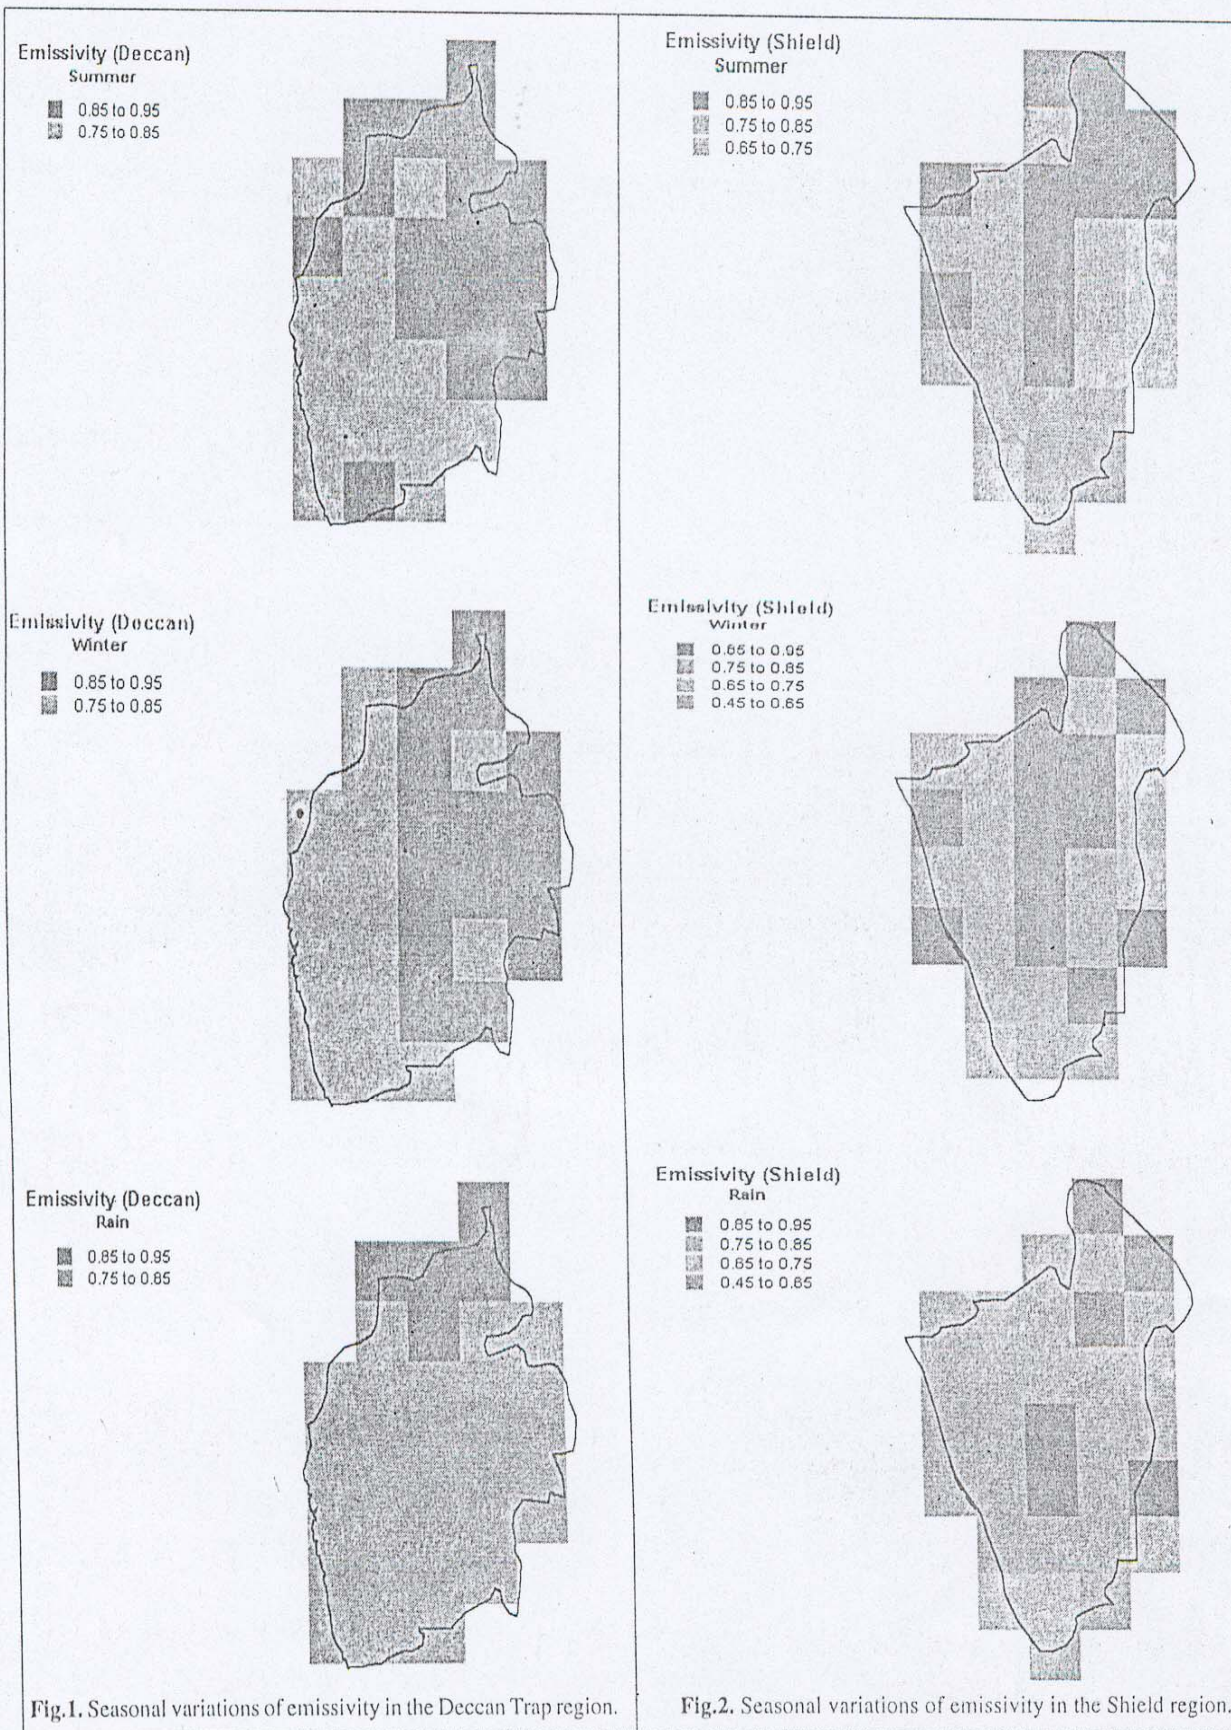 Emissivity (Deccan)
Summer
0.85 to 0.95
0.75 to 0.85
Emissivity (Deccan)
Winter
0.85 to 0.95
0.75 to 0.85
Emissivity (Deccan)
Rain
0.85 to 0.95
0.75 to 0.85
Fig.1. Seasonal variations of emissivity in the Deccan Trap region.
Emissivity (Shield)
Summer
0.85 to 0.95
0.75 to 0.85
0.65 to 0.75
Emissivity (Shield)
Winter
0.85 to 0.95
0.75 to 0.85
0.65 to 0.75
0.45 to 0.65
Emissivity (Shield)
Rain
0.85 to 0.95
0.75 to 0.85
0.65 to 0.75
0.45 to 0.65
Fig.2. Seasonal variations of emissivity in the Shield region.